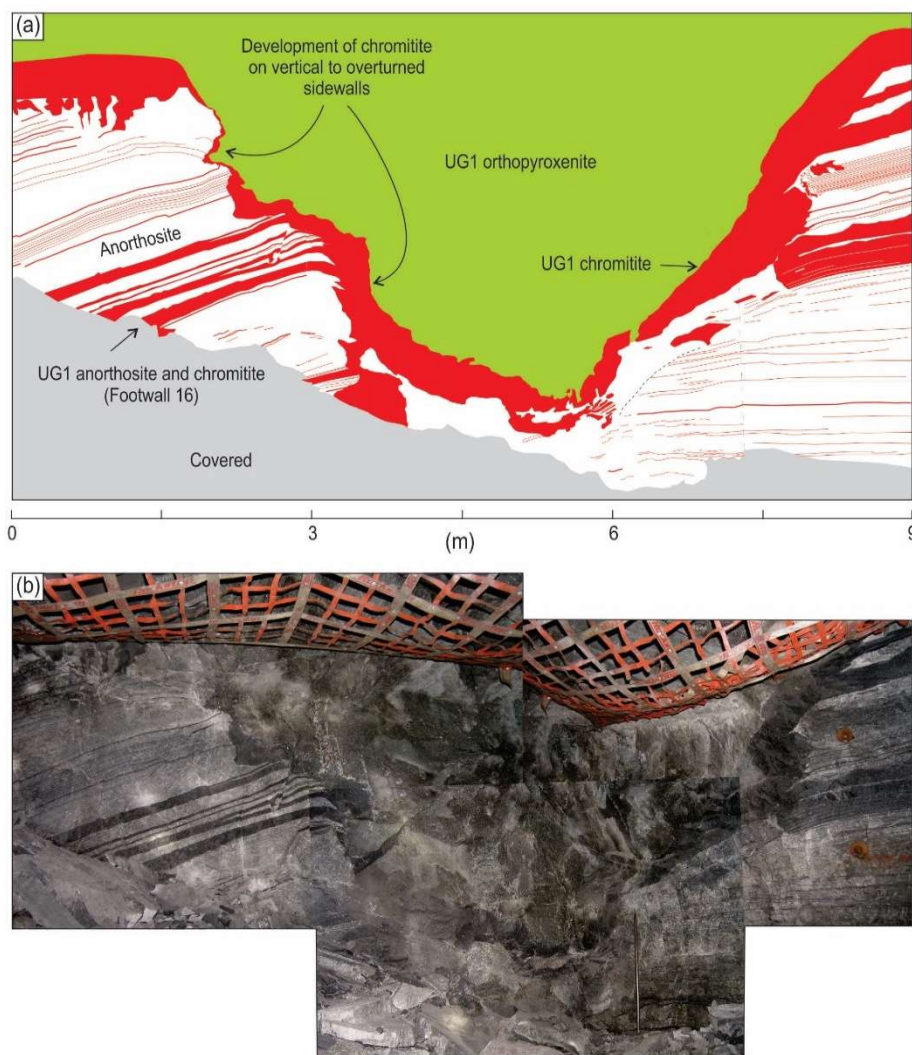 (a)
Development of chromitite
on vertical to overturned
sidewalls
UG1 orthopyroxenite
Anorthosite
UG1 chromitite
UG1 anorthosite and chromitite
(Footwall 16)
Covered
0
3
6
9
(m)
(b)